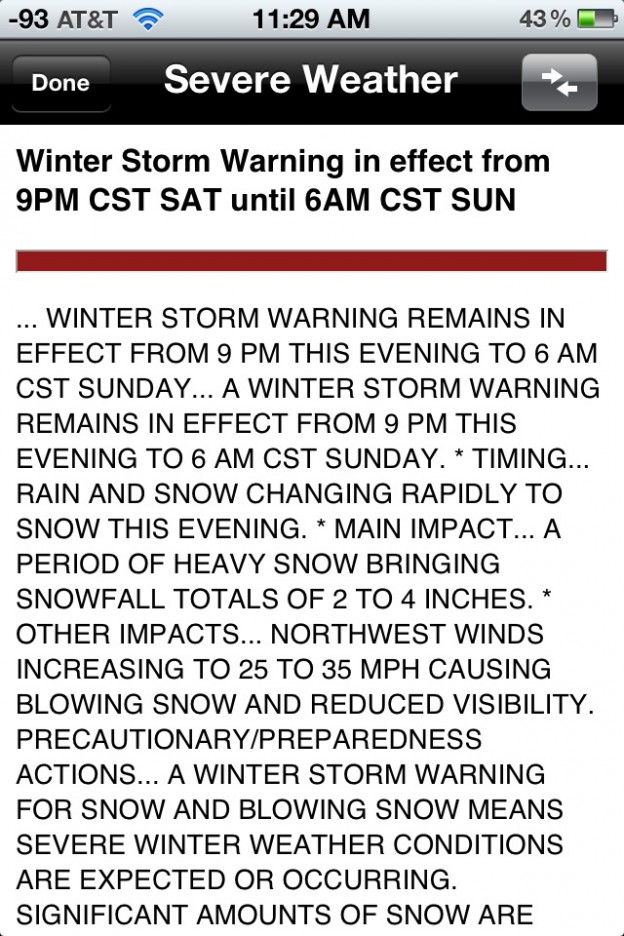 -93 AT&T 11:29 AM 43%
Done Severe Weather
Winter Storm Warning in effect from
9PM CST SAT until 6AM CST SUN
... WINTER STORM WARNING REMAINS IN
EFFECT FROM 9 PM THIS EVENING TO 6 AM
CST SUNDAY... A WINTER STORM WARNING
REMAINS IN EFFECT FROM 9 PM THIS
EVENING TO 6 AM CST SUNDAY. * TIMING...
RAIN AND SNOW CHANGING RAPIDLY TO
SNOW THIS EVENING. * MAIN IMPACT... A
PERIOD OF HEAVY SNOW BRINGING
SNOWFALL TOTALS OF 2 TO 4 INCHES. *
OTHER IMPACTS... NORTHWEST WINDS
INCREASING TO 25 TO 35 MPH CAUSING
BLOWING SNOW AND REDUCED VISIBILITY.
PRECAUTIONARY/PREPAREDNESS
ACTIONS... A WINTER STORM WARNING
FOR SNOW AND BLOWING SNOW MEANS
SEVERE WINTER WEATHER CONDITIONS
ARE EXPECTED OR OCCURRING.
SIGNIFICANT AMOUNTS OF SNOW ARE